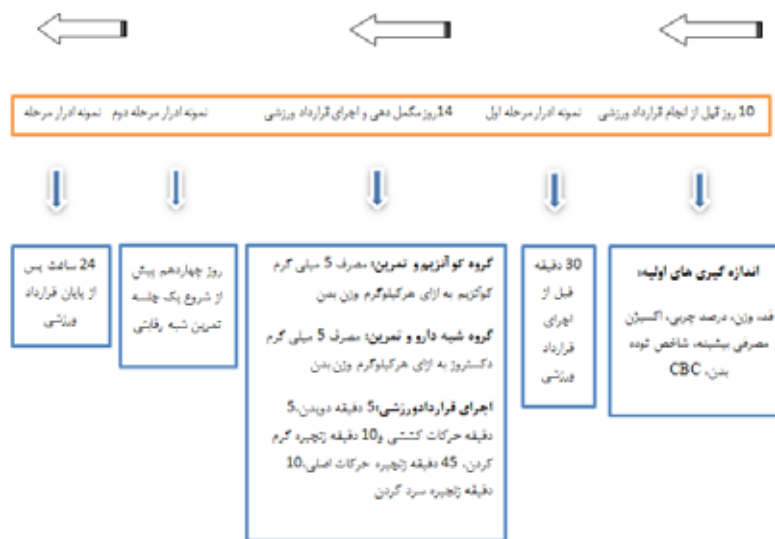 10 روز قبل از انجام قرارداد ورزشی
نمونه ادرار مرحله اول
14روز مکمل دهی و اجرای قرارداد ورزشی
نمونه ادرار مرحله دوم
نمونه ادرار مرحله
اندازه گیری های اولیه:
قد، وزن، درصد چربی، اکسیژن
مصرفی بیشینه، شاخص توده
بدن، CBC
30 دقیقه
قبل از
اجرای
قرارداد
ورزشی
گروه کوآنزیم و تمرین: مصرف 5 میلی گرم
کوآنزیم به ازای هرکیلوگرم وزن بدن
گروه شبه دارو و تمرین: مصرف 5 میلی گرم
دکستروز به ازای هرکیلوگرم وزن بدن
اجرای قراردادورزشی:5 دقیقه دویدن،5
دقیقه حرکات کششی و10 دقیقه زنجیره گرم
کردن، 45 دقیقه زنجیره حرکات اصلی،10
دقیقه زنجیره سرد کردن
روز چهاردهم پیش
از شروع یک جلسه
تمرین شبه رقابتی
24 ساعت پس
از پایان قرارداد
ورزشی